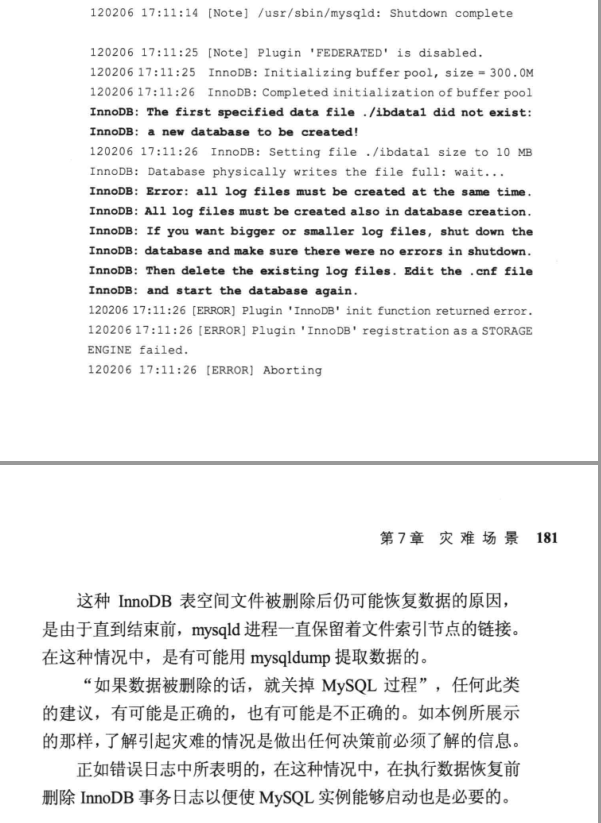 120206 17:11:14 [Note] /usr/sbin/mysqld: Shutdown complete
120206 17:11:25 [Note] Plugin 'FEDERATED' is disabled.
120206 17:11:25 InnoDB: Initializing buffer pool, size = 300.0M
120206 17:11:26 InnoDB: Completed initialization of buffer pool
InnoDB: The first specified data file ./ibdata1 did not exist:
InnoDB: a new database to be created!
120206 17:11:26 InnoDB: Setting file ./ibdata1 size to 10 MB
InnoDB: Database physically writes the file full: wait...
InnoDB: Error: all log files must be created at the same time.
InnoDB: All log files must be created also in database creation.
InnoDB: If you want bigger or smaller log files, shut down the
InnoDB: database and make sure there were no errors in shutdown.
InnoDB: Then delete the existing log files. Edit the .cnf file
InnoDB: and start the database again.
120206 17:11:26 [ERROR] Plugin 'InnoDB' init function returned error.
120206 17:11:26 [ERROR] Plugin 'InnoDB' registration as a STORAGE
ENGINE failed.
120206 17:11:26 [ERROR] Aborting
第7章 灾难场景 181
这种 InnoDB 表空间文件被删除后仍可能恢复数据的原因，
是由于直到结束前，mysqld 进程一直保留着文件索引节点的链接。
在这种情况中，是有可能用 mysqldump 提取数据的。
“如果数据被删除的话，就关掉 MySQL 过程”，任何此类
的建议，有可能是正确的，也有可能是不正确的。如本例所展示
的那样，了解引起灾难的情况是做出任何决策前必须了解的信息。
正如错误日志中所表明的，在这种情况中，在执行数据恢复前
删除 InnoDB 事务日志以便使 MySQL 实例能够启动也是必要的。